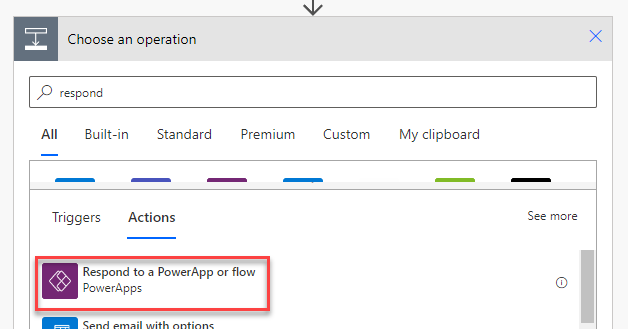 Choose an operation
respond
All Built-in Standard Premium Custom My clipboard
Triggers Actions See more
Respond to a PowerApp or flow
PowerApps
Send email with options